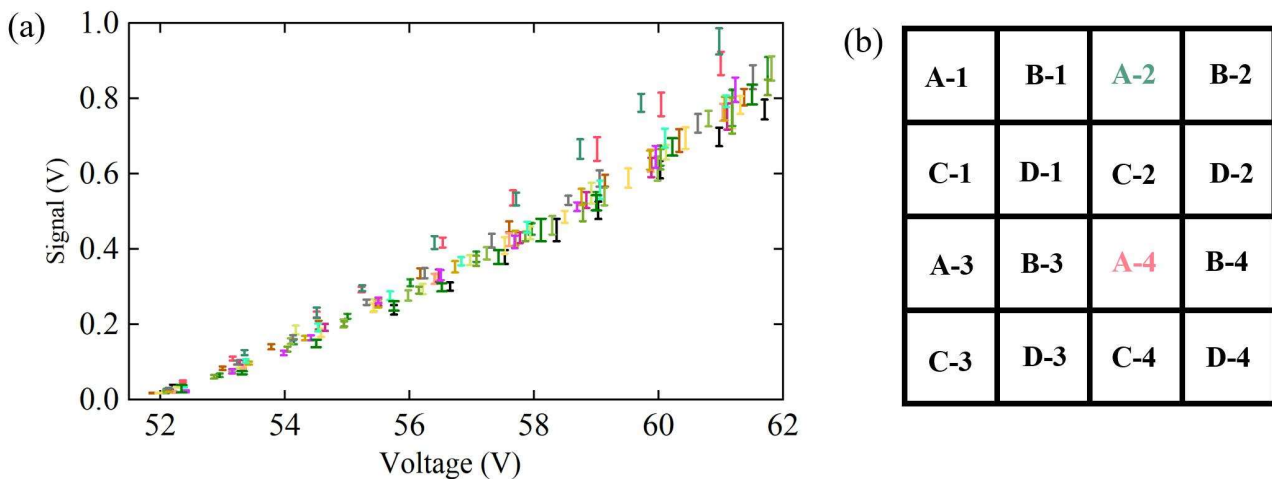 (a)
1.0
0.8
0.6
0.4
0.2
0.0
Signal (V)
52 54 56 58 60 62
Voltage (V)
(b)
A-1 B-1 A-2 B-2
C-1 D-1 C-2 D-2
A-3 B-3 A-4 B-4
C-3 D-3 C-4 D-4